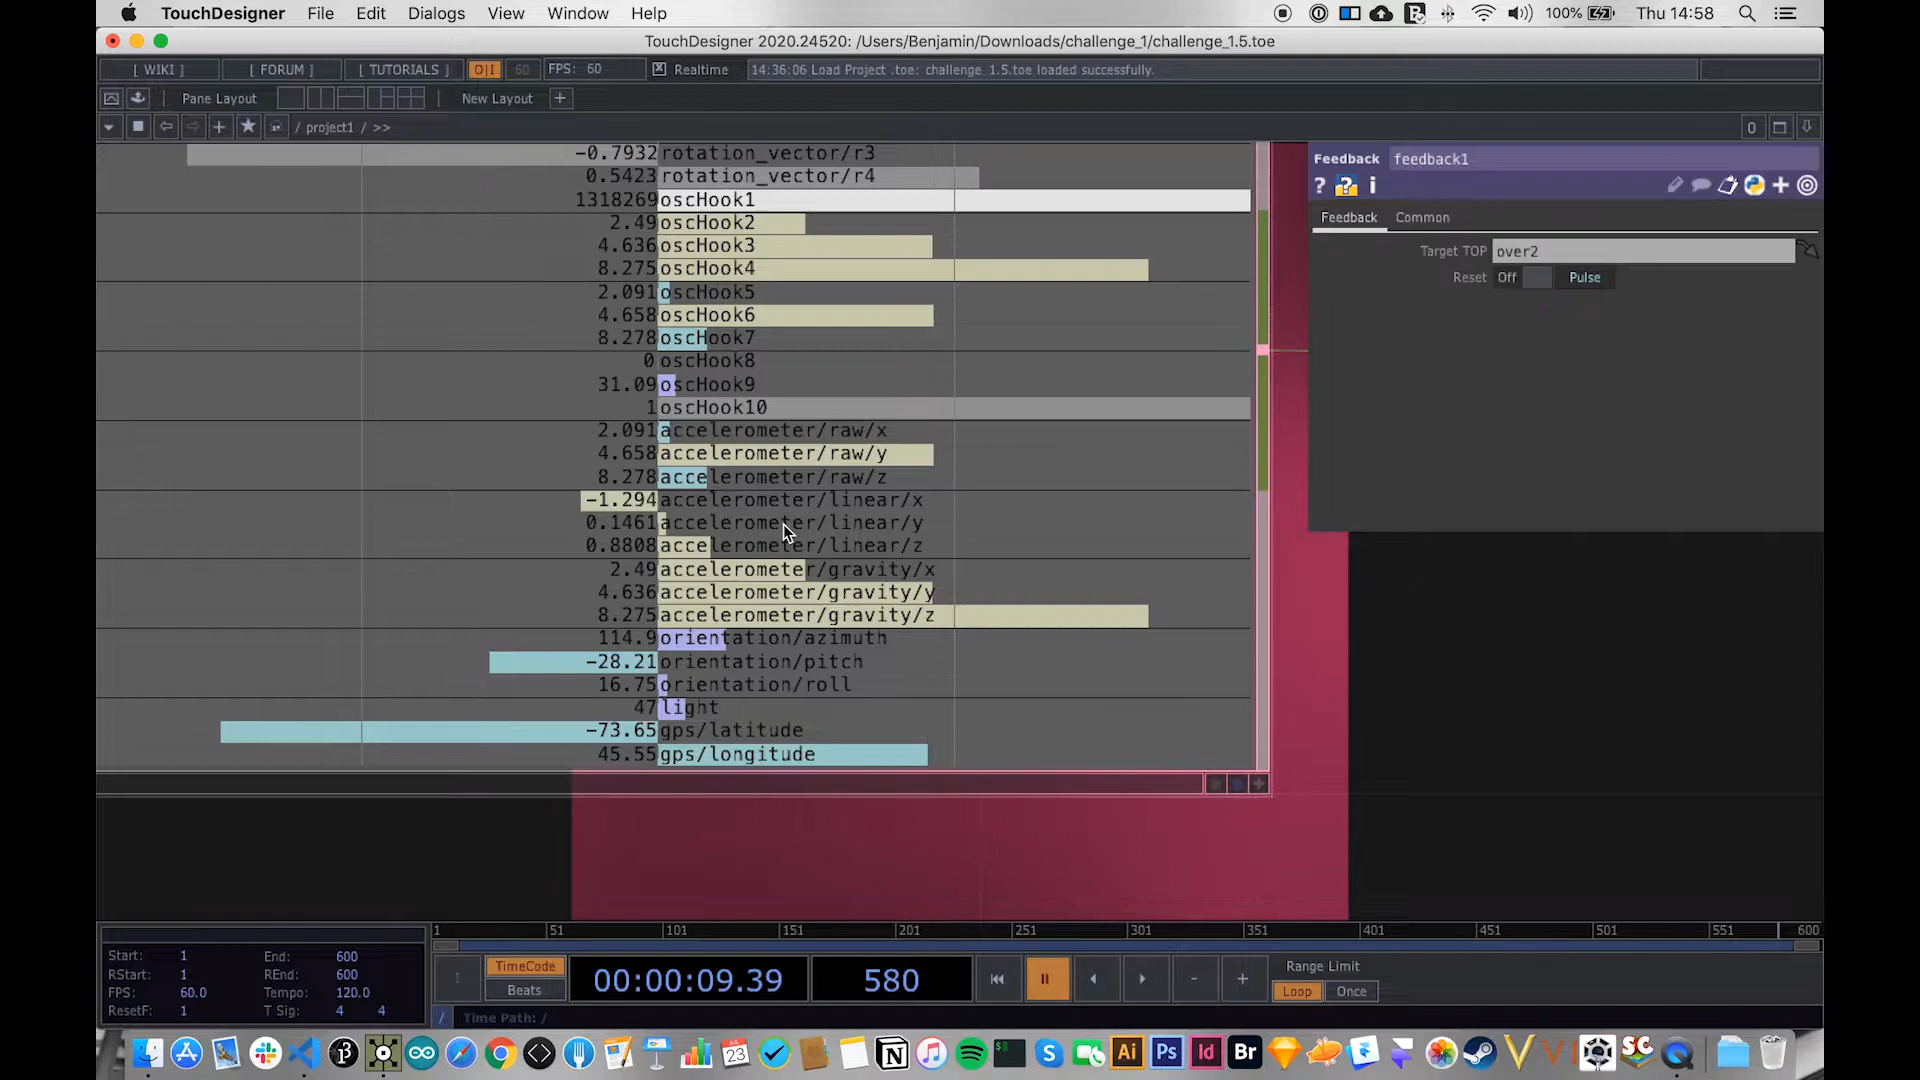 TouchDesigner File Edit Dialogs View Window Help 100% Thu 14:58
TouchDesigner 2020.24520: /Users/Benjamin/Downloads/challenge_1/challenge_1.5.toe
[ WIKI ] [ FORUM ] [ TUTORIALS ] O|I 60 FPS: 60 Realtime 14:36:06 Load Project .toe: challenge_1.5.toe loaded successfully.
Pane Layout New Layout +
/ project1 / >> 0
-0.7932 rotation_vector/r3
0.5423 rotation_vector/r4
1318269 oscHook1
2.49 oscHook2
4.636 oscHook3
8.275 oscHook4
2.091 oscHook5
4.658 oscHook6
8.278 oscHook7
0 oscHook8
31.09 oscHook9
1 oscHook10
2.091 accelerometer/raw/x
4.658 accelerometer/raw/y
8.278 accelerometer/raw/z
-1.294 accelerometer/linear/x
0.1461 accelerometer/linear/y
0.8808 accelerometer/linear/z
2.49 accelerometer/gravity/x
4.636 accelerometer/gravity/y
8.275 accelerometer/gravity/z
114.9 orientation/azimuth
-28.21 orientation/pitch
16.75 orientation/roll
47 light
-73.65 gps/latitude
45.55 gps/longitude
Feedback feedback1
? ? i
Feedback Common
Target TOP over2
Reset Off Pulse
1 51 101 151 201 251 301 351 401 451 501 551 600
Start: 1 End: 600
RStart: 1 REnd: 600
FPS: 60.0 Tempo: 120.0
ResetF: 1 T Sig: 4 4
TimeCode
Beats
00:00:09.39 580
- +
Range Limit
Loop Once
/ Time Path: /
JUL 23 N $ S Ai Ps Id Br V V SC